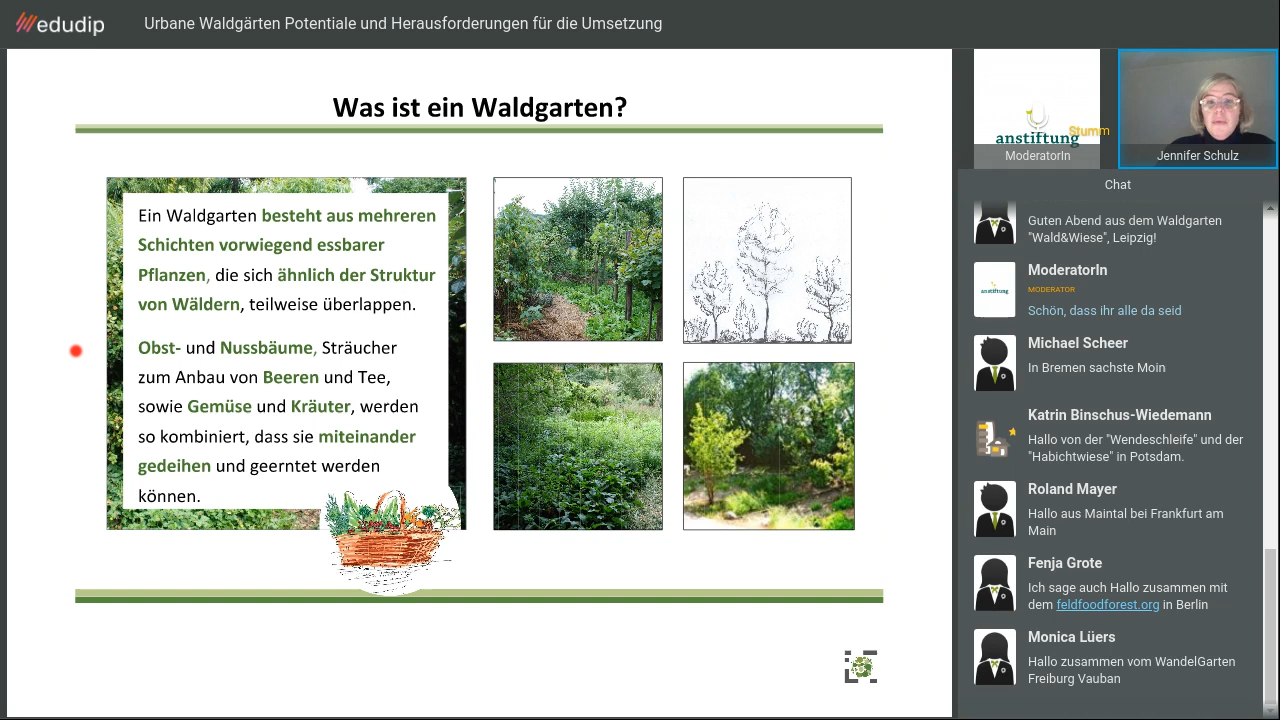 edudip
Urbane Waldgärten Potentiale und Herausforderungen für die Umsetzung
Was ist ein Waldgarten?
Ein Waldgarten besteht aus mehreren
Schichten vorwiegend essbarer
Pflanzen, die sich ähnlich der Struktur
von Wäldern, teilweise überlappen.
Obst- und Nussbäume, Sträucher
zum Anbau von Beeren und Tee,
sowie Gemüse und Kräuter, werden
so kombiniert, dass sie miteinander
gedeihen und geerntet werden
können.
anstiftung
Stumm
ModeratorIn
Jennifer Schulz
Chat
Guten Abend aus dem Waldgarten
"Wald&Wiese", Leipzig!
anstiftung
ModeratorIn
MODERATOR
Schön, dass ihr alle da seid
Michael Scheer
In Bremen sachste Moin
Katrin Binschus-Wiedemann
Hallo von der "Wendeschleife" und der
"Habichtwiese" in Potsdam.
Roland Mayer
Hallo aus Maintal bei Frankfurt am
Main
Fenja Grote
Ich sage auch Hallo zusammen mit
dem feldfoodforest.org in Berlin
Monica Lüers
Hallo zusammen vom WandelGarten
Freiburg Vauban